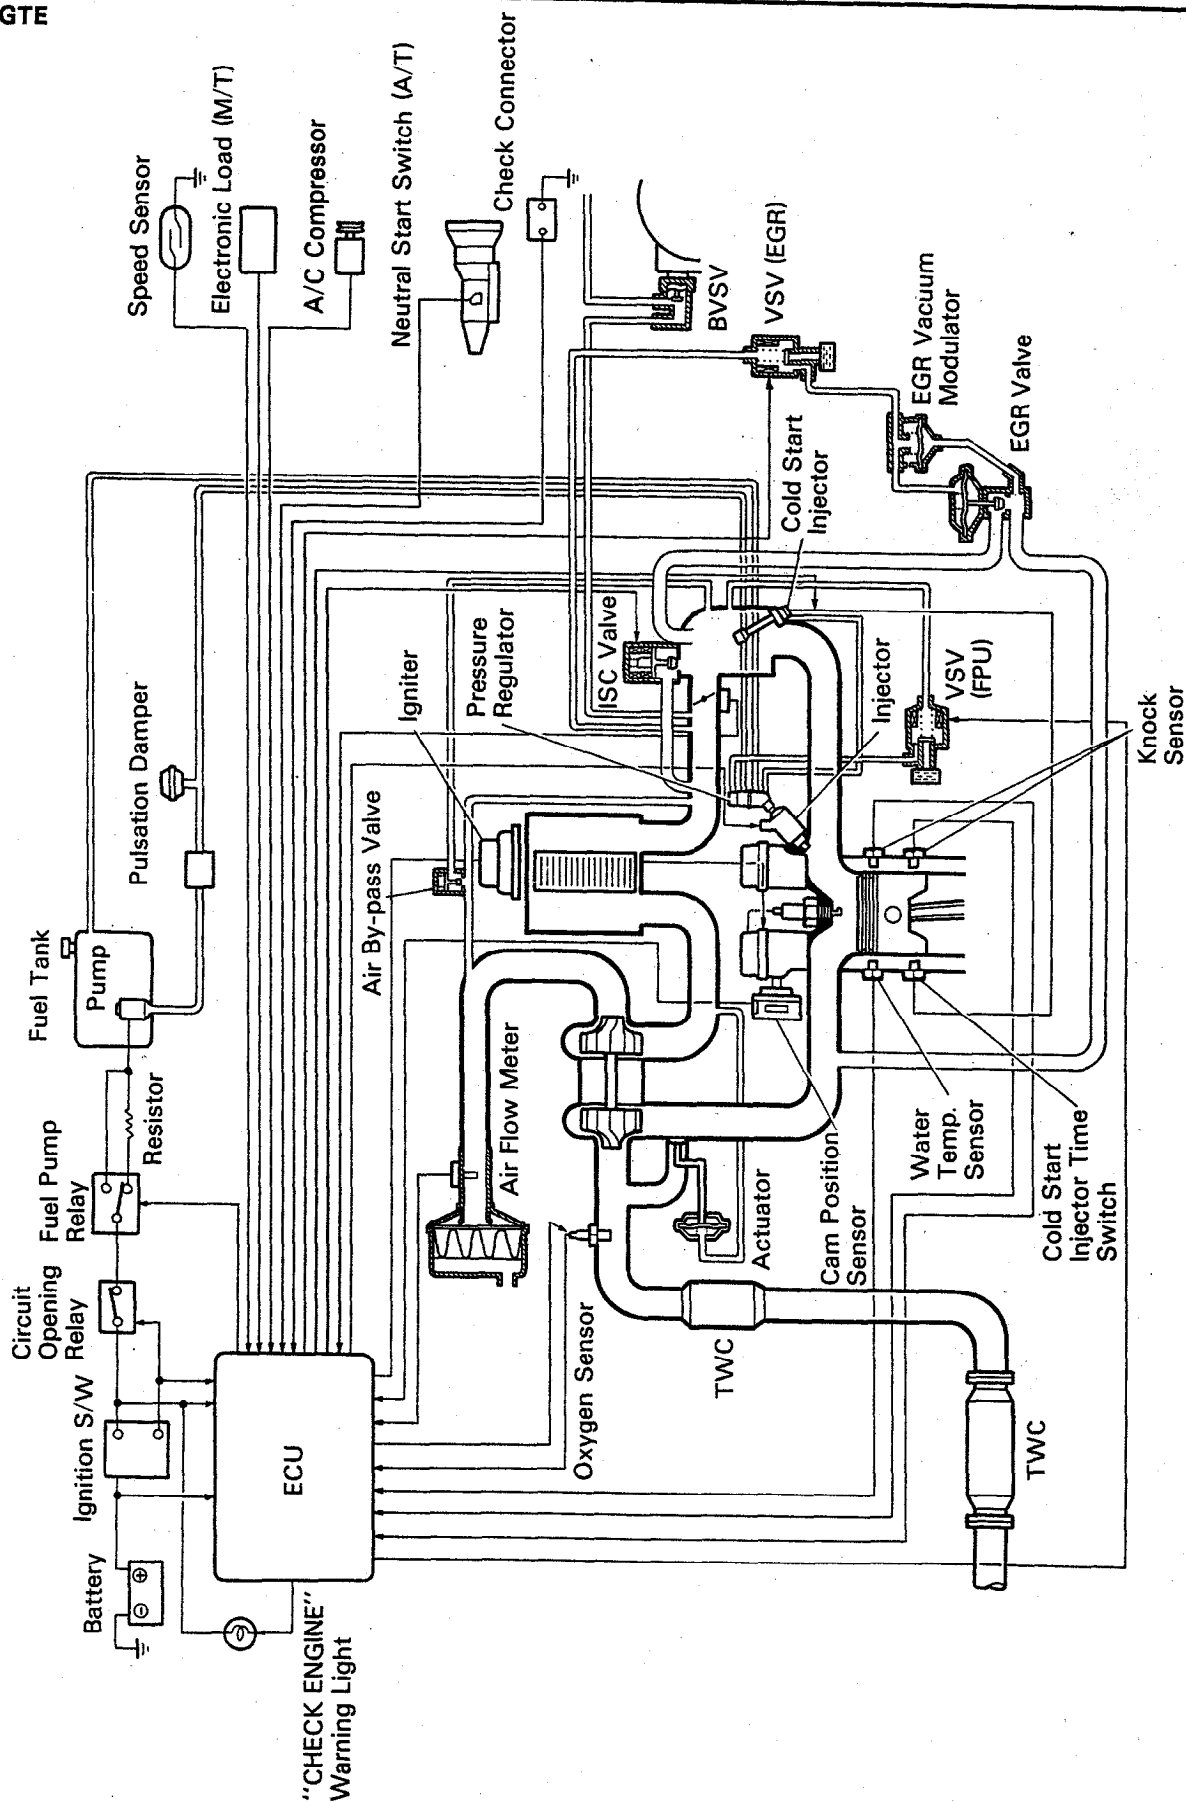 GTE
Speed Sensor
Electronic Load (M/T)
A/C Compressor
Neutral Start Switch (A/T)
Check Connector
BVSV
VSV (EGR)
EGR Vacuum
Modulator
EGR Valve
Cold Start
Injector
ISC Valve
Pressure
Regulator
Igniter
Injector
VSV
(FPU)
Knock
Sensor
Pulsation Damper
Air By-pass Valve
Fuel Tank
Pump
Resistor
Fuel Pump
Relay
Circuit
Opening
Relay
Ignition S/W
Battery
ECU
"CHECK ENGINE"
Warning Light
Air Flow Meter
Oxygen Sensor
Actuator
Cam Position
Sensor
Water
Temp.
Sensor
Cold Start
Injector Time
Switch
TWC
TWC